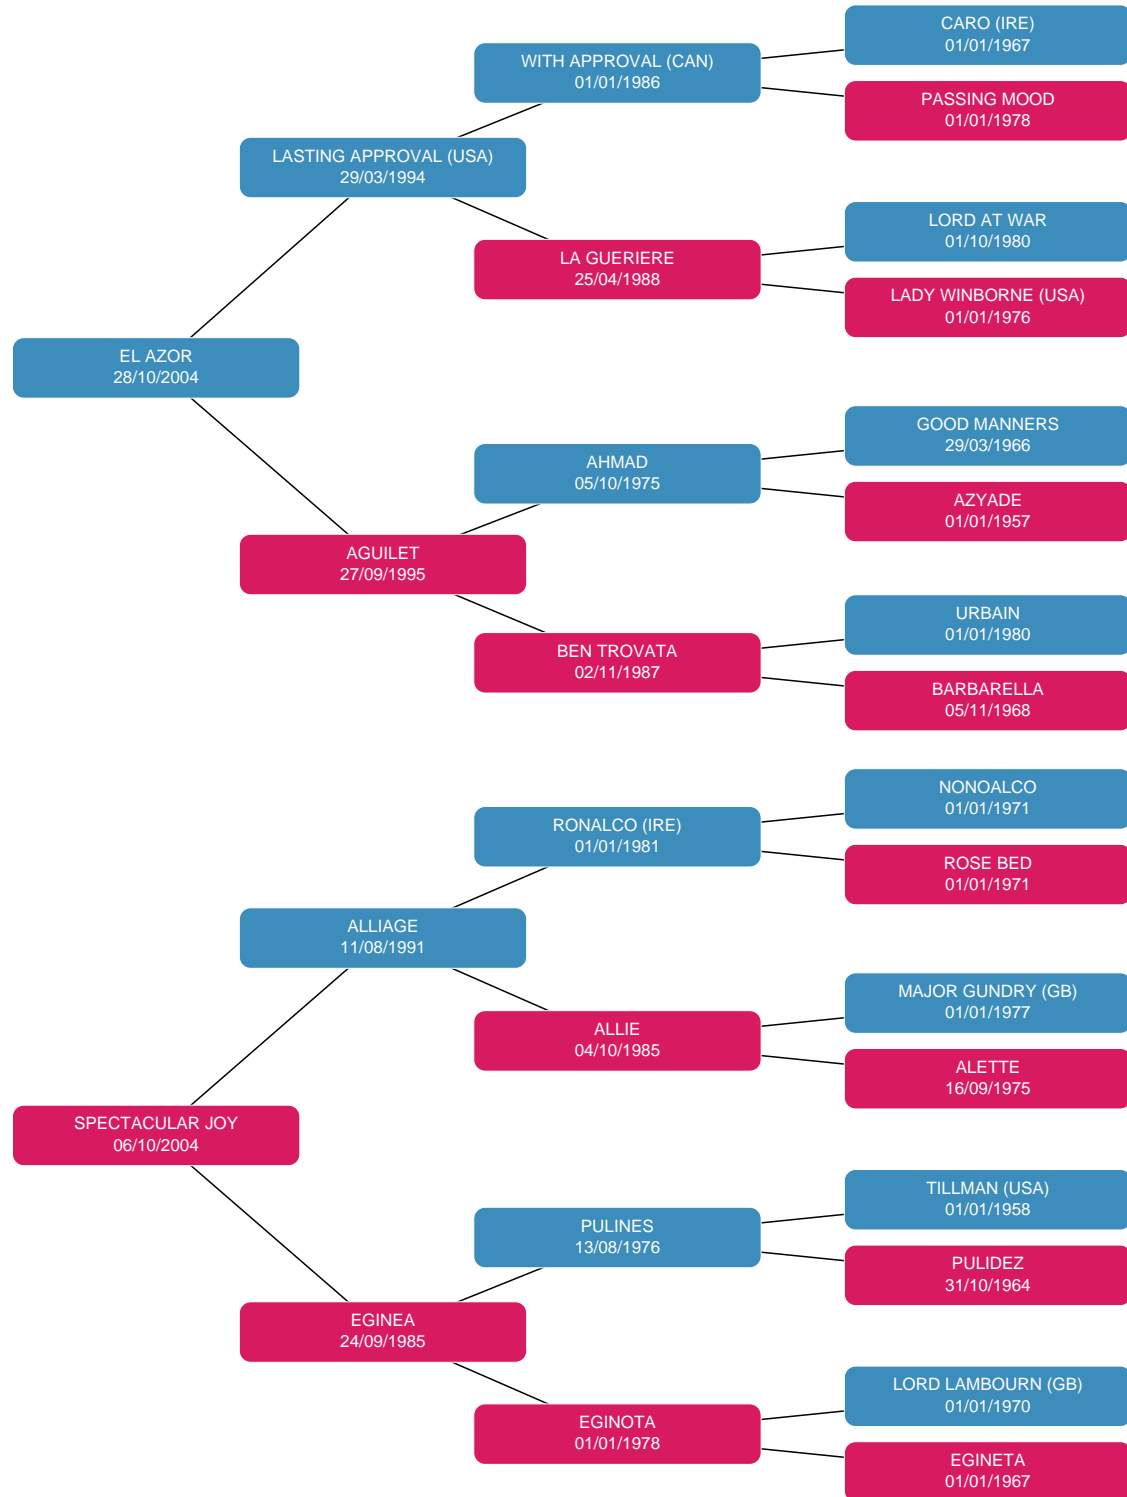 CARO (IRE)
01/01/1967
WITH APPROVAL (CAN)
01/01/1986
PASSING MOOD
01/01/1978
LASTING APPROVAL (USA)
29/03/1994
LORD AT WAR
01/10/1980
LA GUERIERE
25/04/1988
LADY WINBORNE (USA)
01/01/1976
EL AZOR
28/10/2004
GOOD MANNERS
29/03/1966
AHMAD
05/10/1975
AZYADE
01/01/1957
AGUILET
27/09/1995
URBAIN
01/01/1980
BEN TROVATA
02/11/1987
BARBARELLA
05/11/1968
NONOALCO
01/01/1971
RONALCO (IRE)
01/01/1981
ROSE BED
01/01/1971
ALLIAGE
11/08/1991
MAJOR GUNDRY (GB)
01/01/1977
ALLIE
04/10/1985
ALETTE
16/09/1975
SPECTACULAR JOY
06/10/2004
TILLMAN (USA)
01/01/1958
PULINES
13/08/1976
PULIDEZ
31/10/1964
EGINEA
24/09/1985
LORD LAMBOURN (GB)
01/01/1970
EGINOTA
01/01/1978
EGINETA
01/01/1967